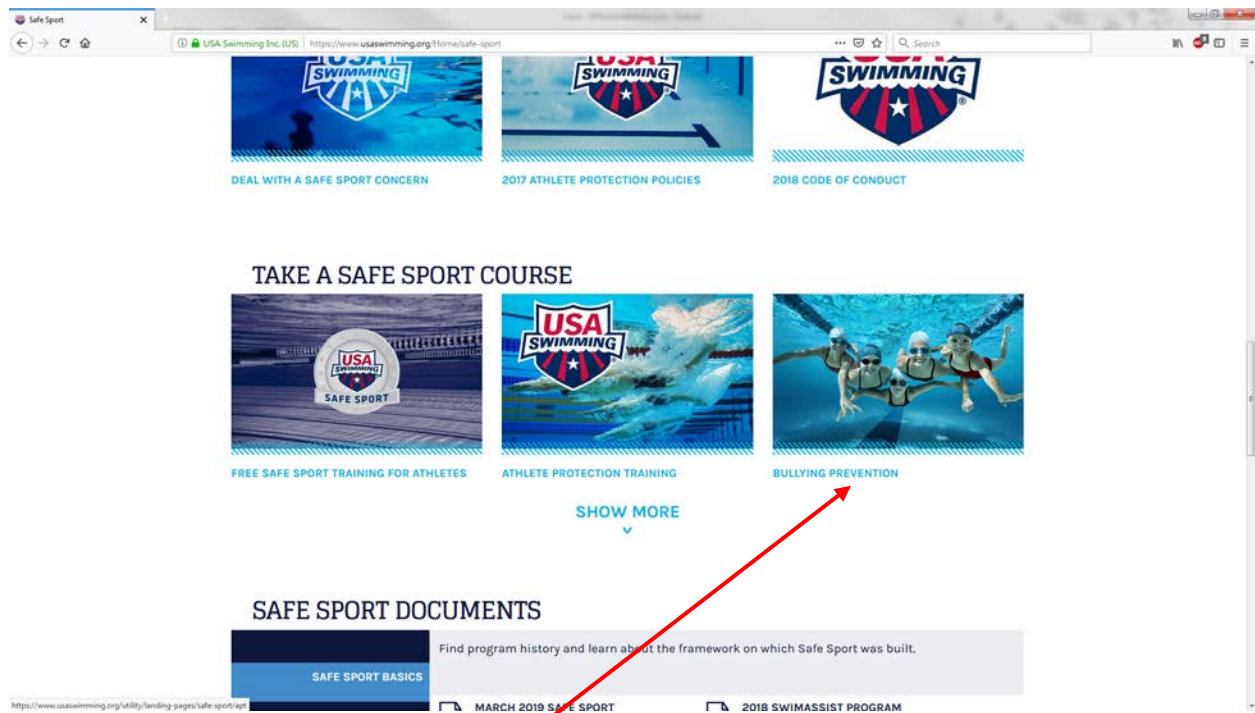 Safe Sport
USA Swimming Inc. (US) https://www.usaswimming.org/Home/safe-sport Search
USA
SWIMMING
USA
SWIMMING
USA
SWIMMING
DEAL WITH A SAFE SPORT CONCERN
2017 ATHLETE PROTECTION POLICIES
2018 CODE OF CONDUCT
TAKE A SAFE SPORT COURSE
USA
SWIMMING
SAFE SPORT
USA
SWIMMING
FREE SAFE SPORT TRAINING FOR ATHLETES
ATHLETE PROTECTION TRAINING
BULLYING PREVENTION
SHOW MORE
SAFE SPORT DOCUMENTS
Find program history and learn about the framework on which Safe Sport was built.
SAFE SPORT BASICS
MARCH 2019 SAFE SPORT
2018 SWIMASSIST PROGRAM
https://www.usaswimming.org/utility/landing-pages/safe-sport/apt